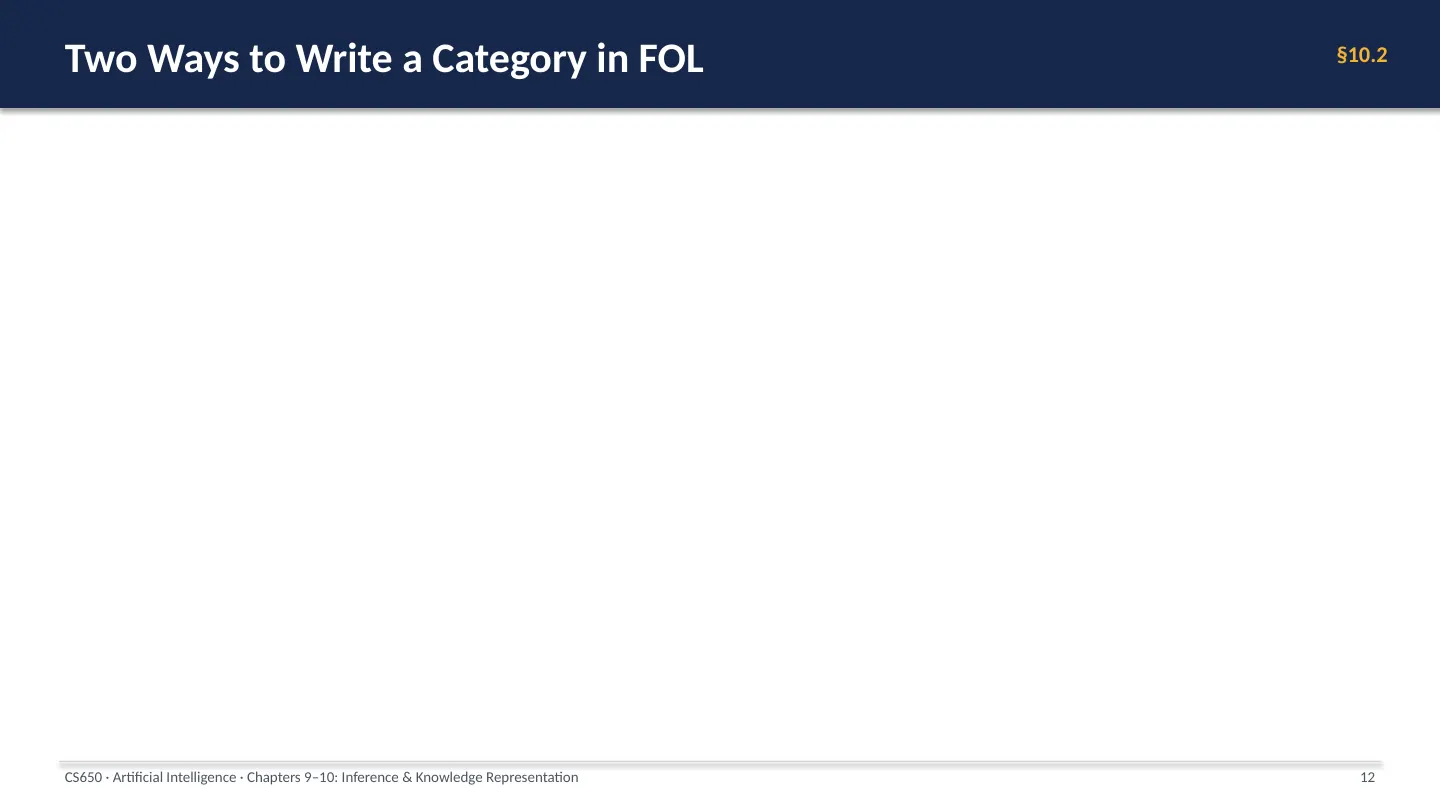 Two Ways to Write a Category in FOL
§10.2
CS650 · Artificial Intelligence · Chapters 9–10: Inference & Knowledge Representation
12